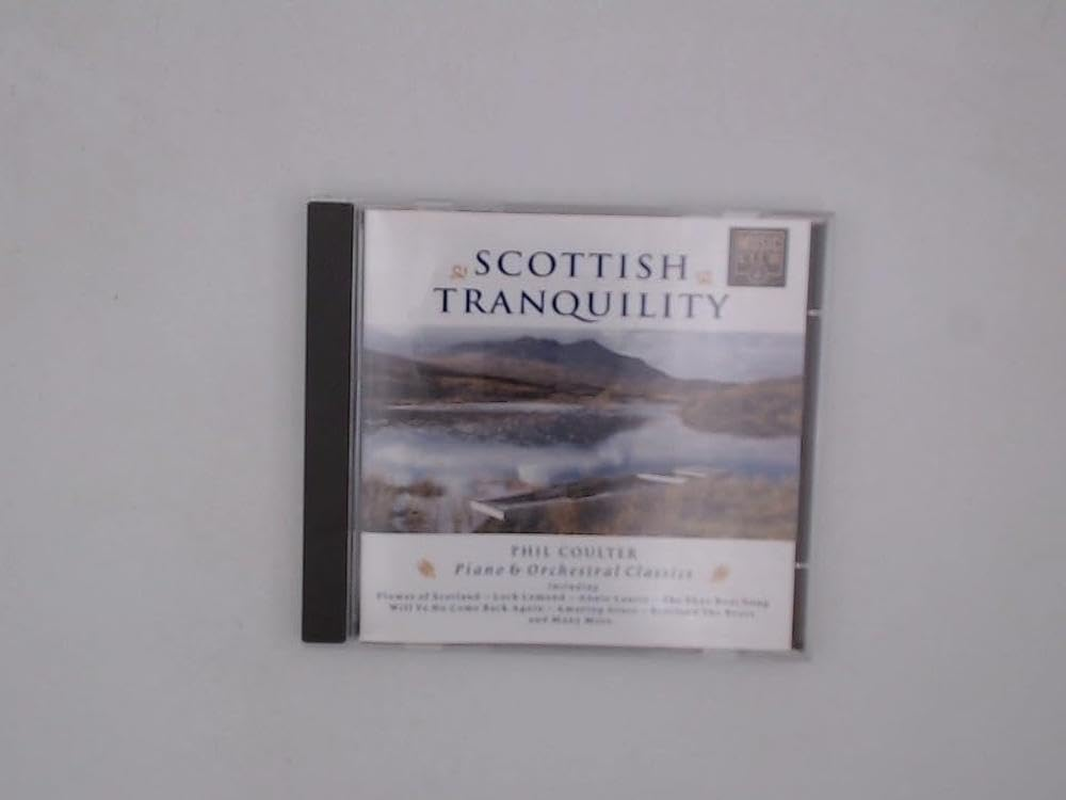 SCOTTISH
TRANQUILITY
PHIL COULTER
Piano & Orchestral Classics
Including
Flower of Scotland - Loch Lomond - Annie Laurie - The Skye Boat Song
Will Ye No Come Back Again - Amazing Grace - Scotland The Brave
and Many More